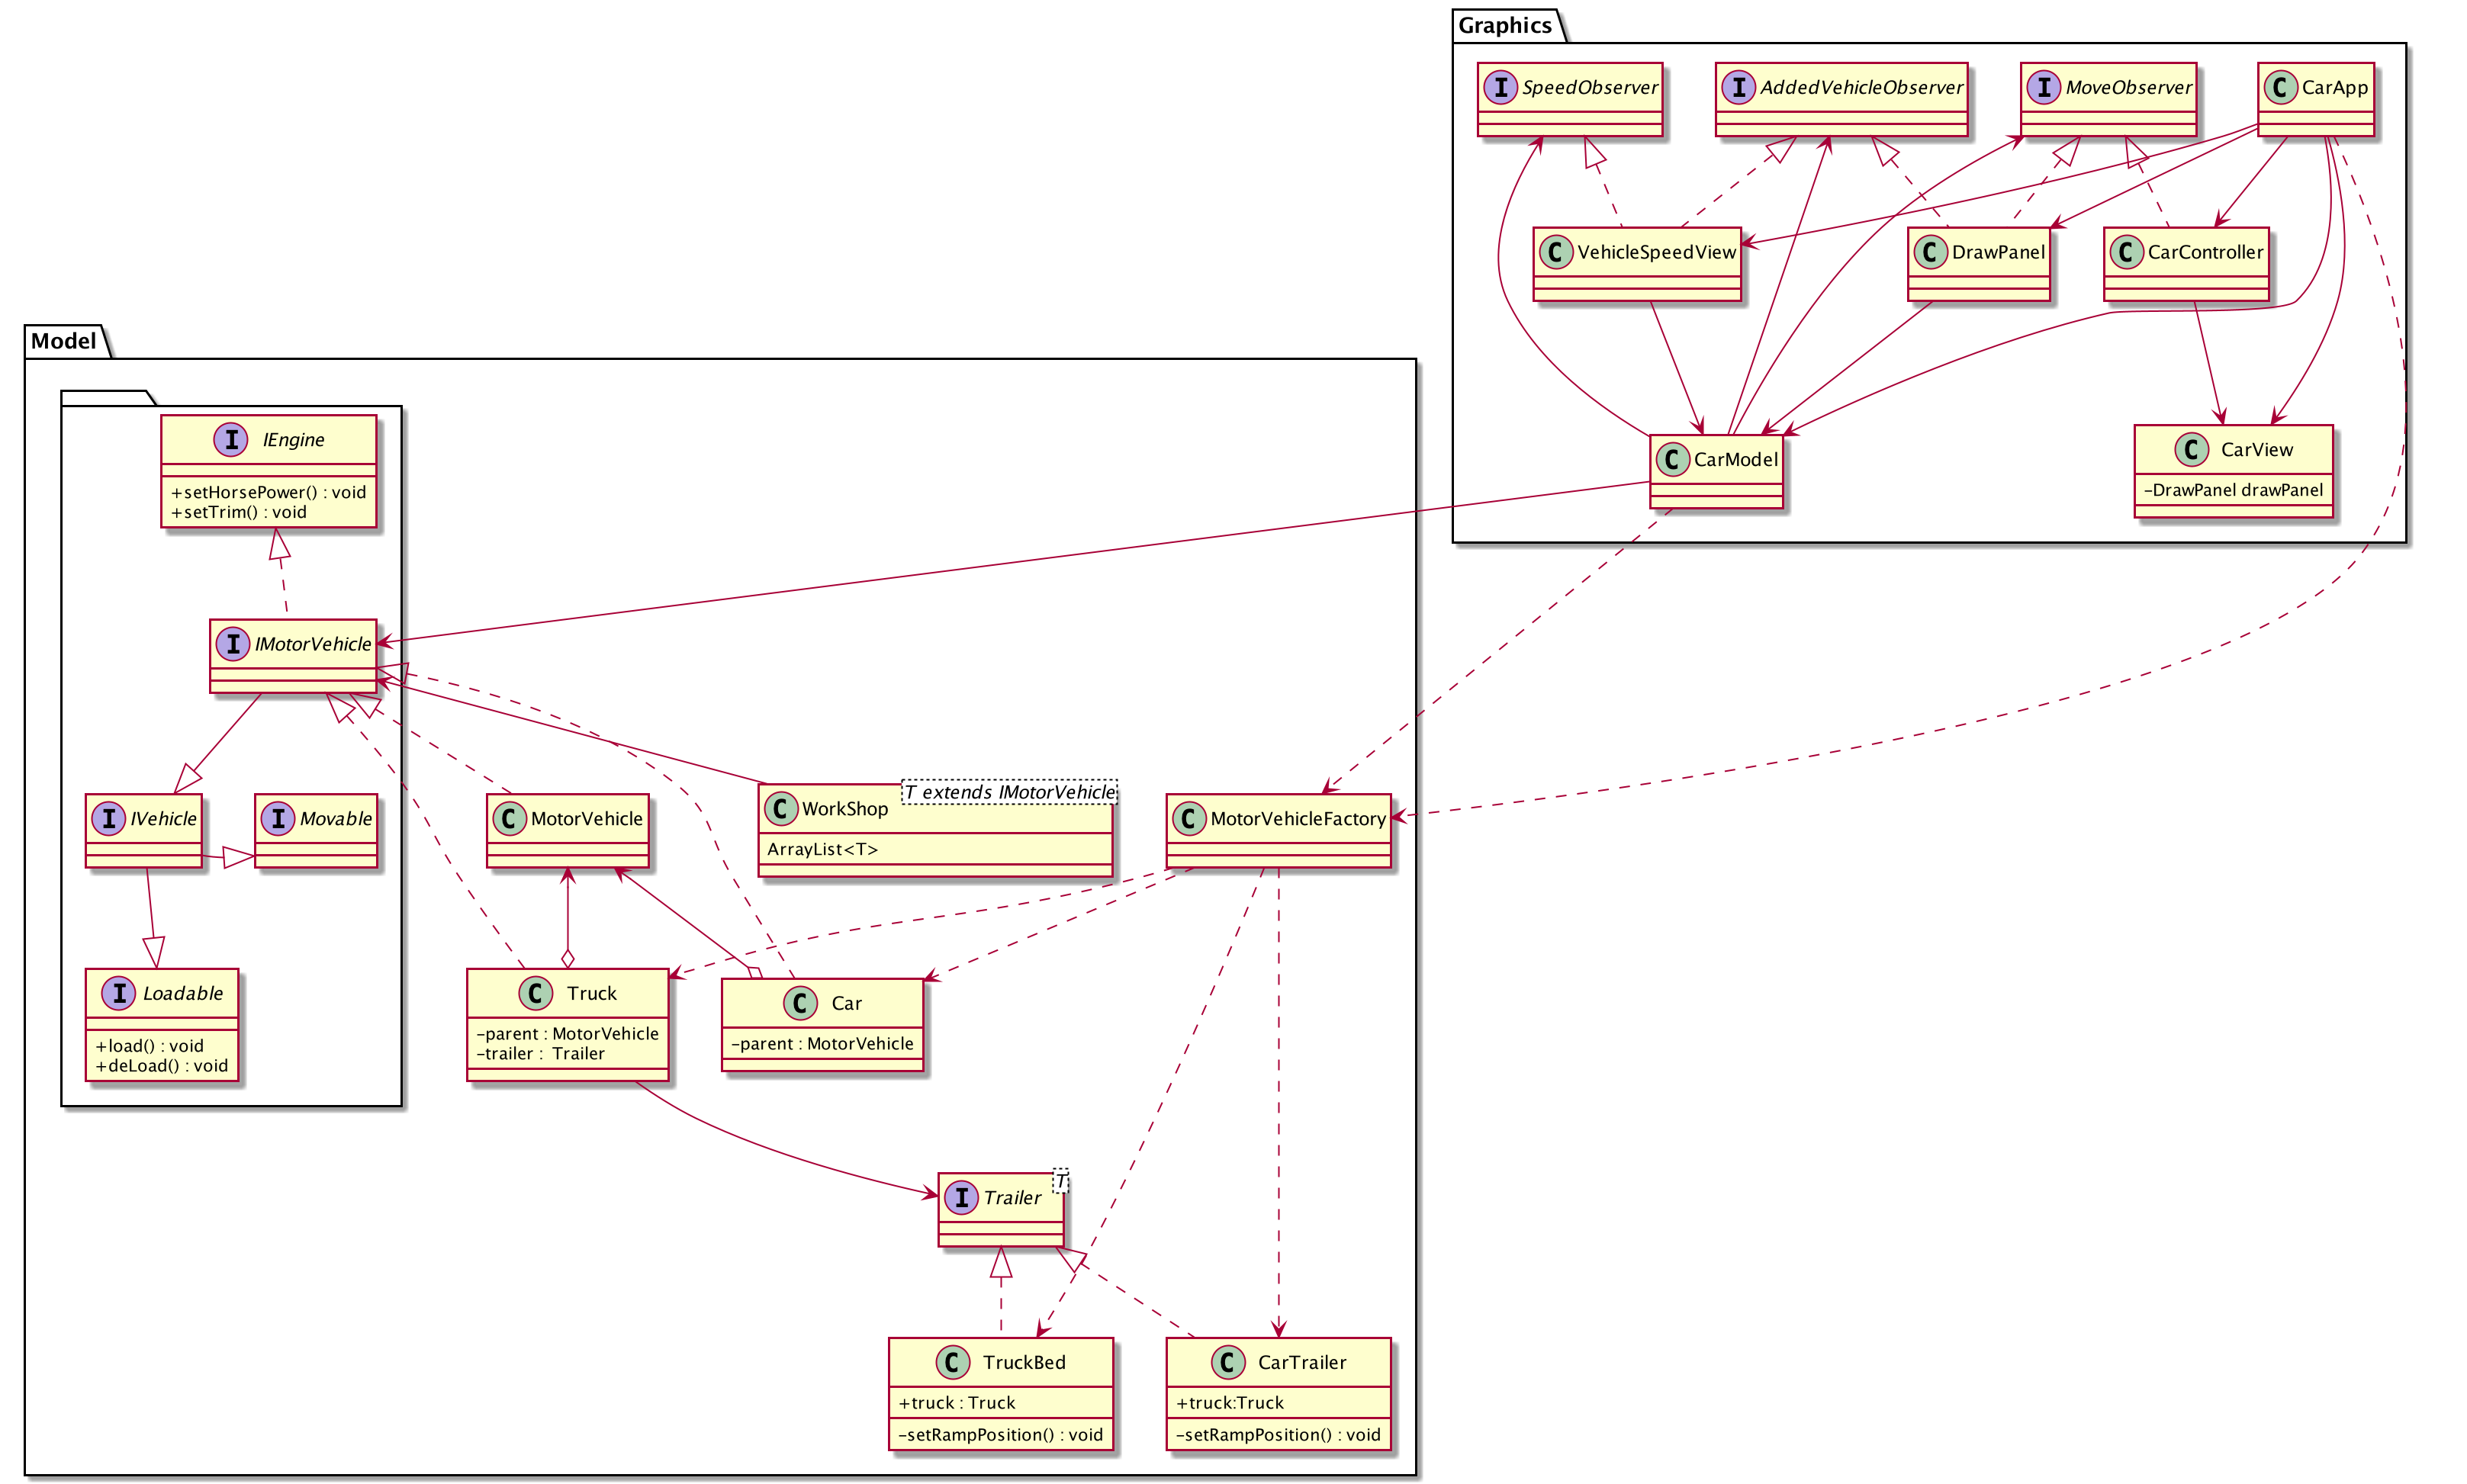 Graphics
I SpeedObserver
I AddedVehicleObserver
I MoveObserver
C CarApp
C VehicleSpeedView
C DrawPanel
C CarController
C CarModel
C CarView
-DrawPanel drawPanel
Model
I IEngine
+setHorsePower() : void
+setTrim() : void
I IMotorVehicle
I IVehicle
I Movable
C MotorVehicle
C WorkShop
T extends IMotorVehicle
ArrayList<T>
C MotorVehicleFactory
I Loadable
+load() : void
+deLoad() : void
C Truck
-parent : MotorVehicle
-trailer : Trailer
C Car
-parent : MotorVehicle
I Trailer
T
C TruckBed
+truck : Truck
-setRampPosition() : void
C CarTrailer
+truck:Truck
-setRampPosition() : void